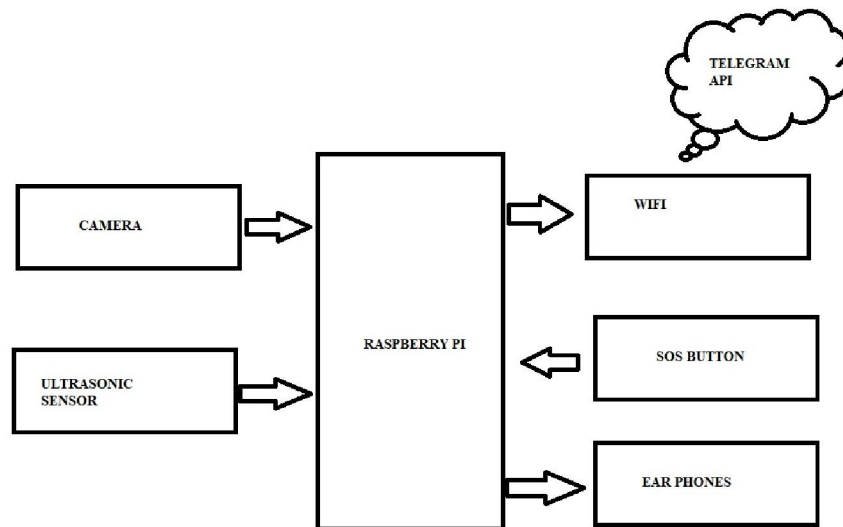 TELEGRAM
API
CAMERA
WIFI
RASPBERRY PI
SOS BUTTON
ULTRASONIC
SENSOR
EAR PHONES